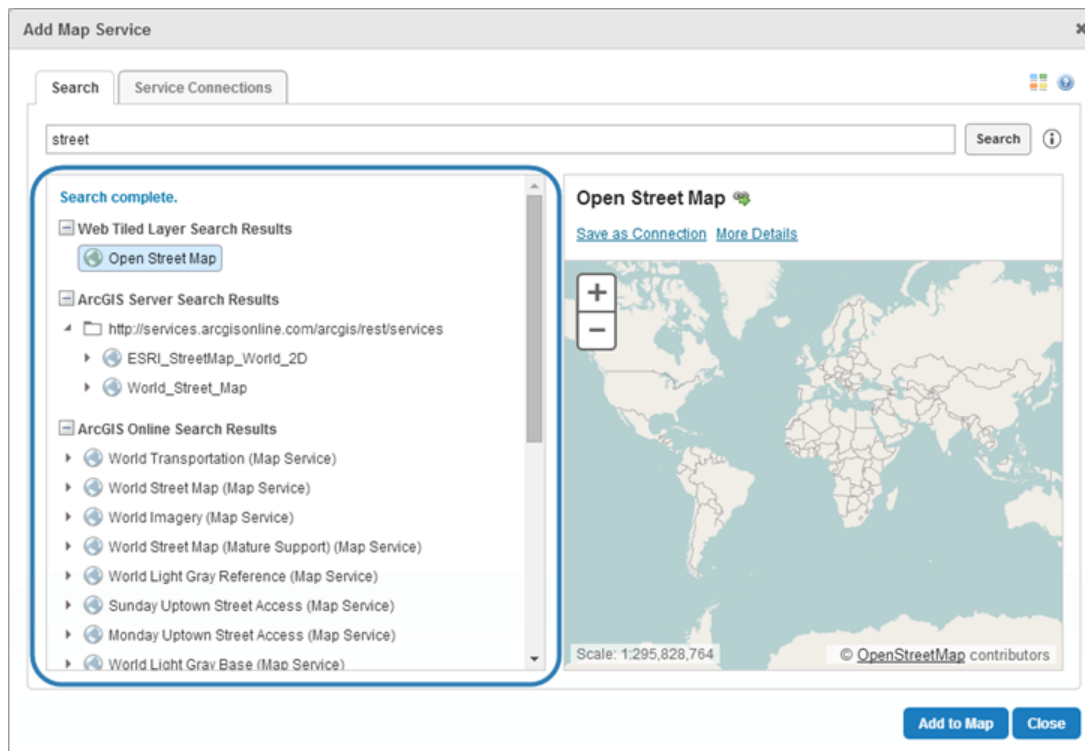 Add Map Service
Search
Service Connections
street
Search
Search complete.
Web Tiled Layer Search Results
Open Street Map
ArcGIS Server Search Results
http://services.arcgisonline.com/arcgis/rest/services
ESRI_StreetMap_World_2D
World_Street_Map
ArcGIS Online Search Results
World Transportation (Map Service)
World Street Map (Map Service)
World Imagery (Map Service)
World Street Map (Mature Support) (Map Service)
World Light Gray Reference (Map Service)
Sunday Uptown Street Access (Map Service)
Monday Uptown Street Access (Map Service)
World Light Gray Base (Map Service)
Open Street Map
Save as Connection More Details
+
−
Scale: 1:295,828,764
© OpenStreetMap contributors
Add to Map
Close